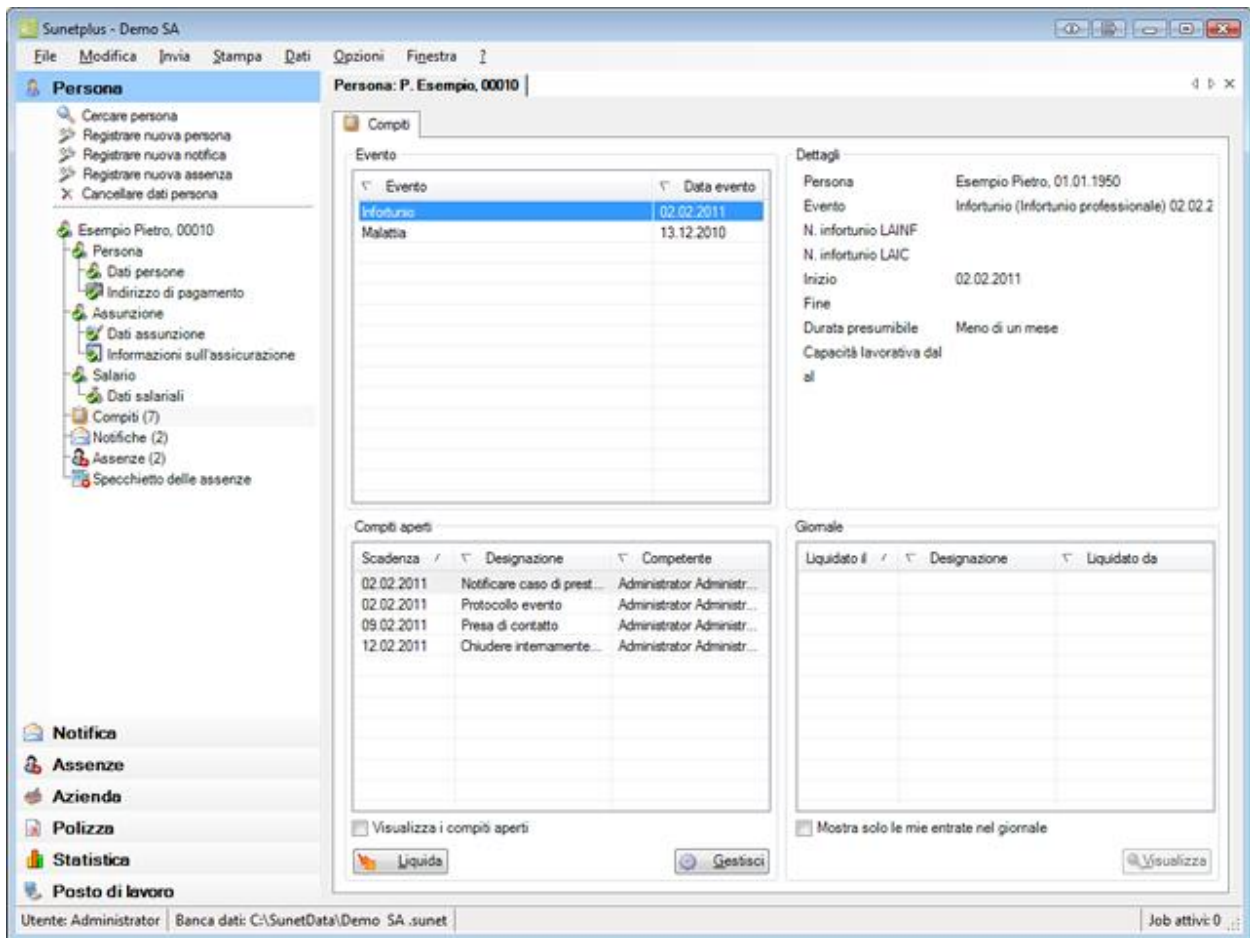 Sunetplus - Demo SA
File Modifica Invia Stampa Dati Opzioni Finestra ?
Persona
Cercare persona
Registrare nuova persona
Registrare nuova notifica
Registrare nuova assenza
Cancellare dati persona
Esempio Pietro, 00010
Persona
Dati persone
Indirizzo di pagamento
Assunzione
Dati assunzione
Informazioni sull'assicurazione
Salario
Dati salariali
Compiti (7)
Notifiche (2)
Assenze (2)
Specchietto delle assenze
Notifica
Assenze
Azienda
Polizza
Statistica
Posto di lavoro
Persona: P. Esempio, 00010
Compiti
Evento
Evento Data evento
Infortunio 02.02.2011
Malattia 13.12.2010
Dettagli
Persona Esempio Pietro, 01.01.1950
Evento Infortunio (Infortunio professionale) 02.02.2
N. infortunio LAINF
N. infortunio LAIC
Inizio 02.02.2011
Fine
Durata presumibile Meno di un mese
Capacità lavorativa dal
al
Compiti aperti
Scadenza / Designazione Competente
02.02.2011 Notificare caso di prest... Administrator Administr...
02.02.2011 Protocollo evento Administrator Administr...
09.02.2011 Presa di contatto Administrator Administr...
12.02.2011 Chiudere internamente... Administrator Administr...
Visualizza i compiti aperti
Liquida Gestisci
Giornale
Liquidato il / Designazione Liquidato da
Mostra solo le mie entrate nel giornale
Visualizza
Utente: Administrator Banca dati: C:\SunetData\Demo SA .sunet Job attivi: 0